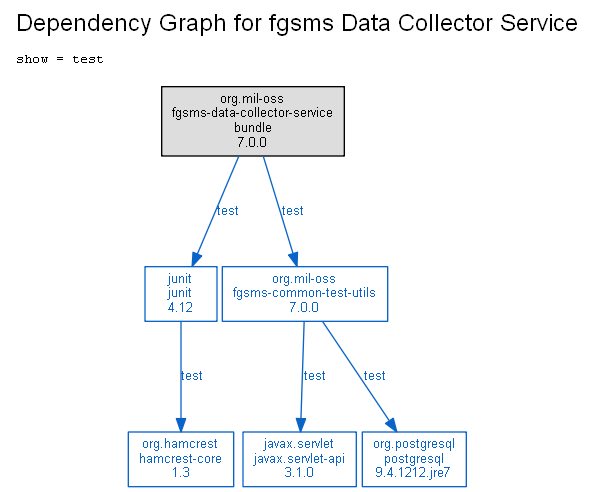 Dependency Graph for fgsms Data Collector Service
show = test
org.mil-oss
fgsms-data-collector-service
bundle
7.0.0
test
test
junit
junit
4.12
org.mil-oss
fgsms-common-test-utils
7.0.0
test
test
test
org.hamcrest
hamcrest-core
1.3
javax.servlet
javax.servlet-api
3.1.0
org.postgresql
postgresql
9.4.1212.jre7